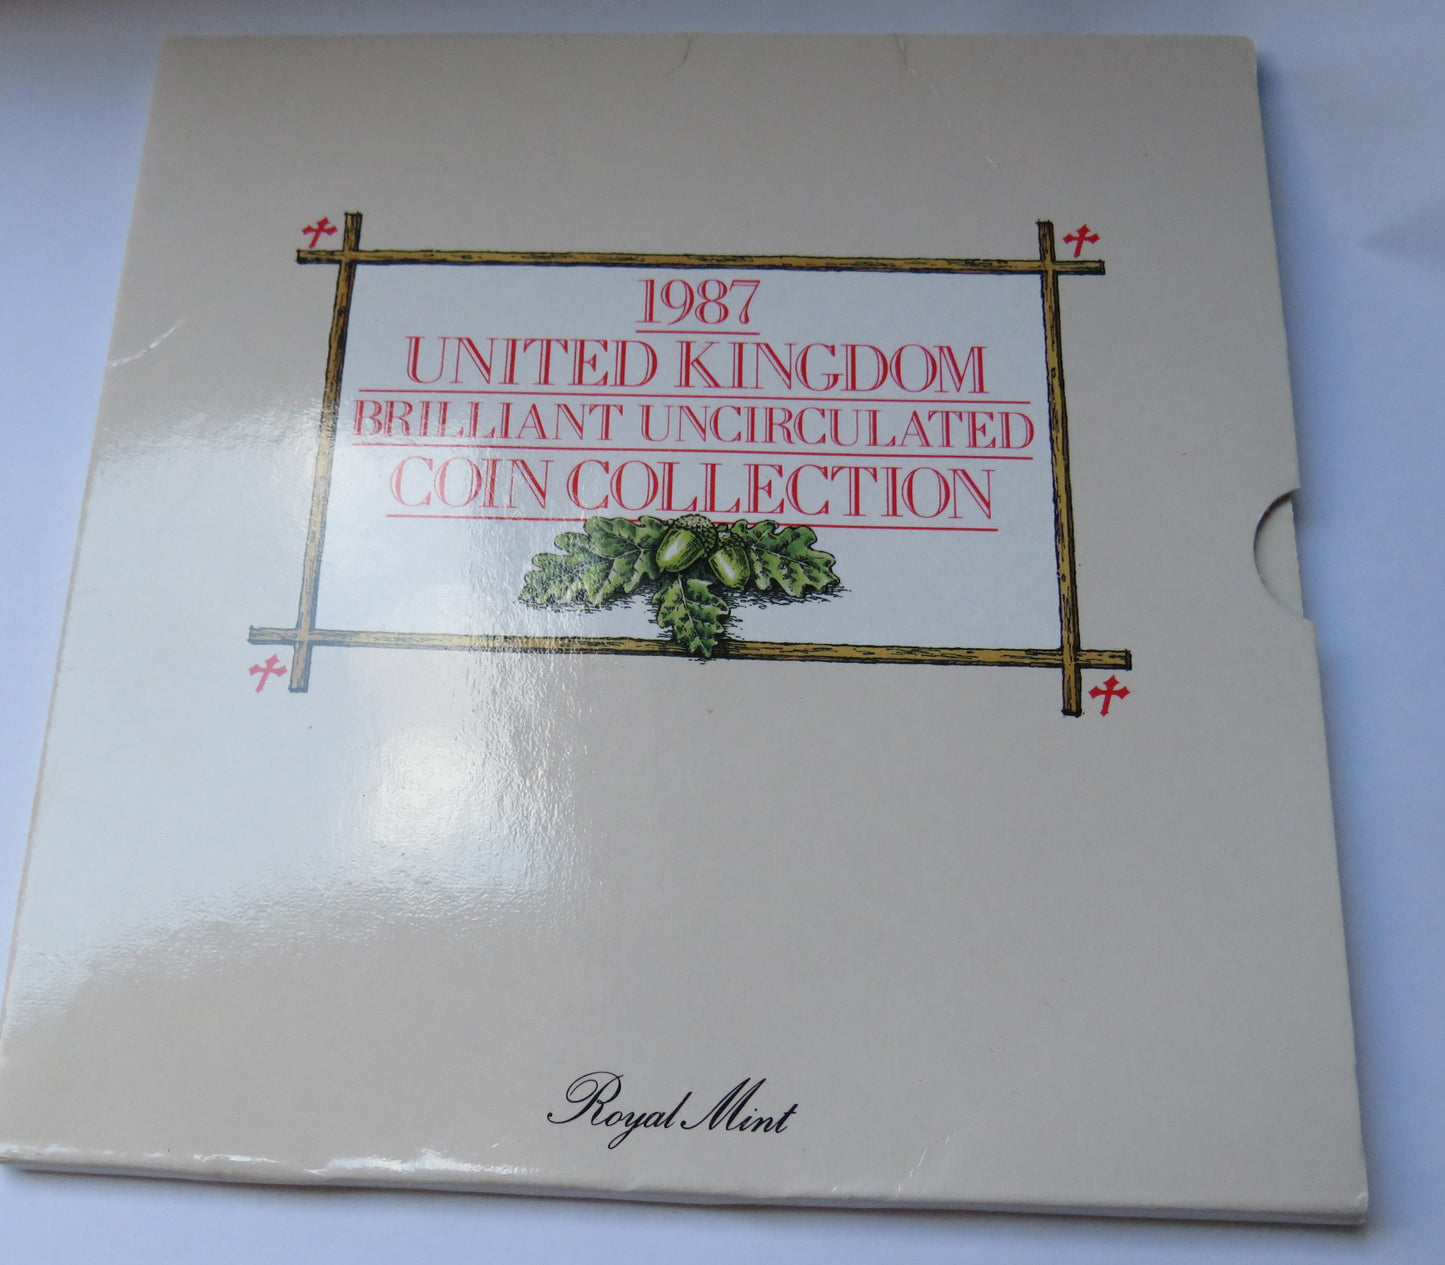 1987
UNITED KINGDOM
BRILLIANT UNCIRCULATED
COIN COLLECTION
Royal Mint